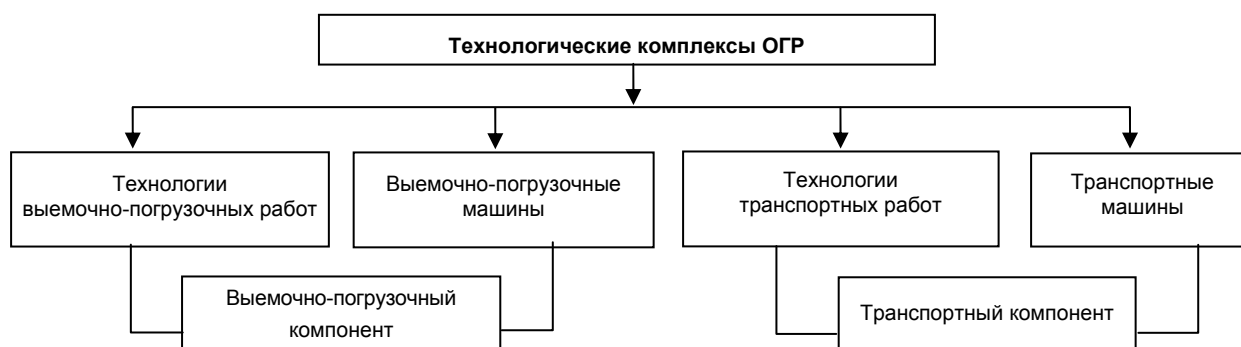 Технологические комплексы ОГР
Технологии
выемочно-погрузочных работ
Выемочно-погрузочные
машины
Технологии
транспортных работ
Транспортные
машины
Выемочно-погрузочный
компонент
Транспортный компонент